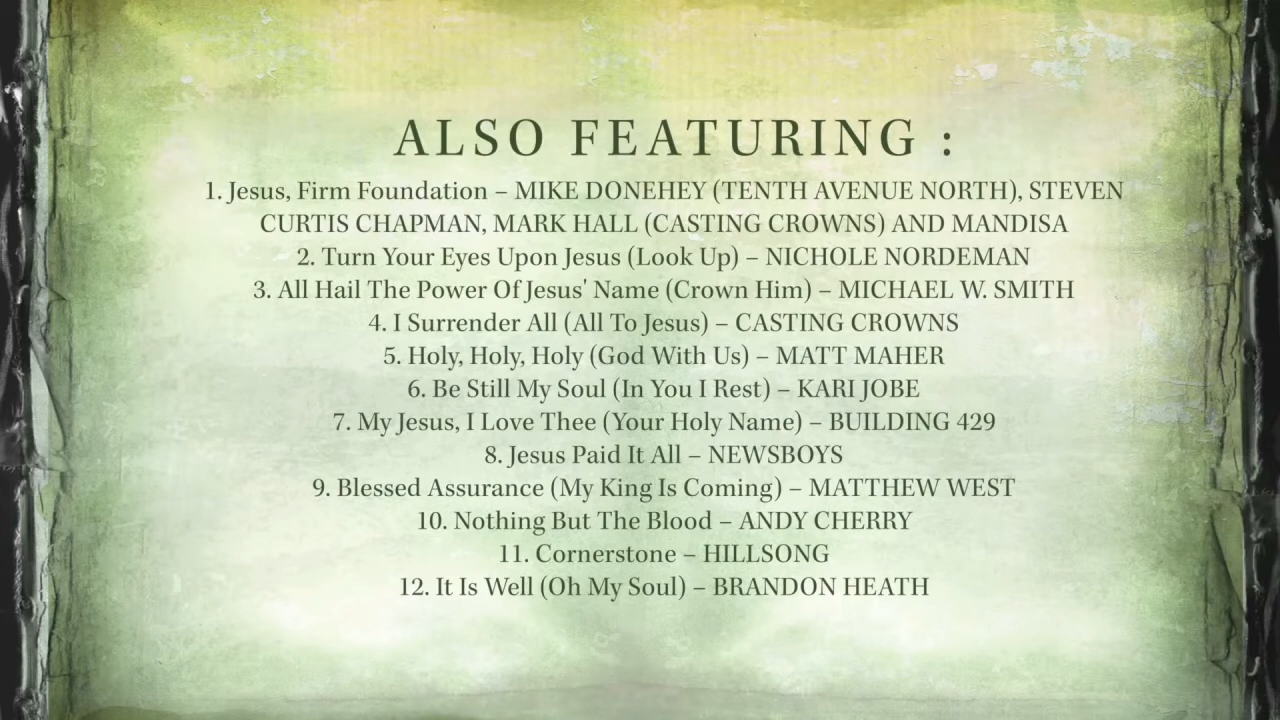 ALSO FEATURING :
1. Jesus, Firm Foundation – MIKE DONEHEY (TENTH AVENUE NORTH), STEVEN
CURTIS CHAPMAN, MARK HALL (CASTING CROWNS) AND MANDISA
2. Turn Your Eyes Upon Jesus (Look Up) – NICHOLE NORDEMAN
3. All Hail The Power Of Jesus' Name (Crown Him) – MICHAEL W. SMITH
4. I Surrender All (All To Jesus) – CASTING CROWNS
5. Holy, Holy, Holy (God With Us) – MATT MAHER
6. Be Still My Soul (In You I Rest) – KARI JOBE
7. My Jesus, I Love Thee (Your Holy Name) – BUILDING 429
8. Jesus Paid It All – NEWSBOYS
9. Blessed Assurance (My King Is Coming) – MATTHEW WEST
10. Nothing But The Blood – ANDY CHERRY
11. Cornerstone – HILLSONG
12. It Is Well (Oh My Soul) – BRANDON HEATH